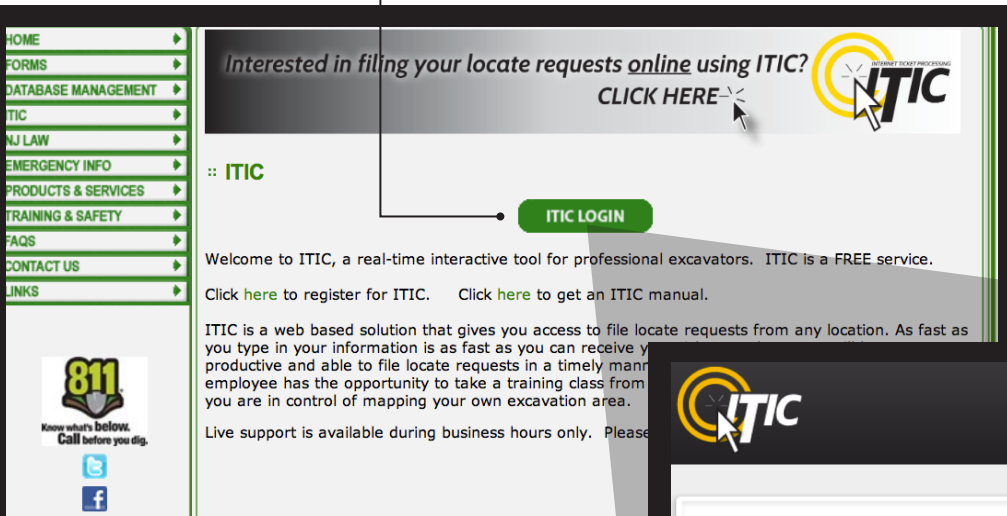 HOME
FORMS
DATABASE MANAGEMENT
ITIC
NJ LAW
EMERGENCY INFO
PRODUCTS & SERVICES
TRAINING & SAFETY
FAQS
CONTACT US
LINKS
811
Know what's below.
Call before you dig.
Interested in filing your locate requests online using ITIC?
CLICK HERE
INTERNET TICKET PROCESSING
ITIC
:: ITIC
ITIC LOGIN
Welcome to ITIC, a real-time interactive tool for professional excavators. ITIC is a FREE service.
Click here to register for ITIC. Click here to get an ITIC manual.
ITIC is a web based solution that gives you access to file locate requests from any location. As fast as
you type in your information is as fast as you can receive
productive and able to file locate requests in a timely
employee has the opportunity to take a training class from
you are in control of mapping your own excavation area.
Live support is available during business hours only. Please
ITIC